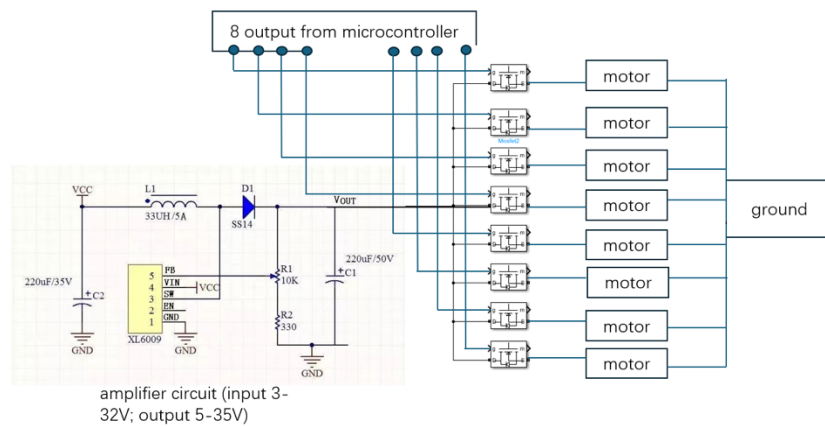 8 output from microcontroller
motor
motor
Mosfet2
motor
motor
motor
motor
motor
motor
ground
VCC
L1
33UH/5A
D1
SS14
VOUT
220uF/35V
C2
GND
5
4
3
2
1
FB
VIN
SW
EN
GND
XL6009
VCC
GND
R1
10K
R2
330
220uF/50V
C1
GND
amplifier circuit (input 3-
32V; output 5-35V)